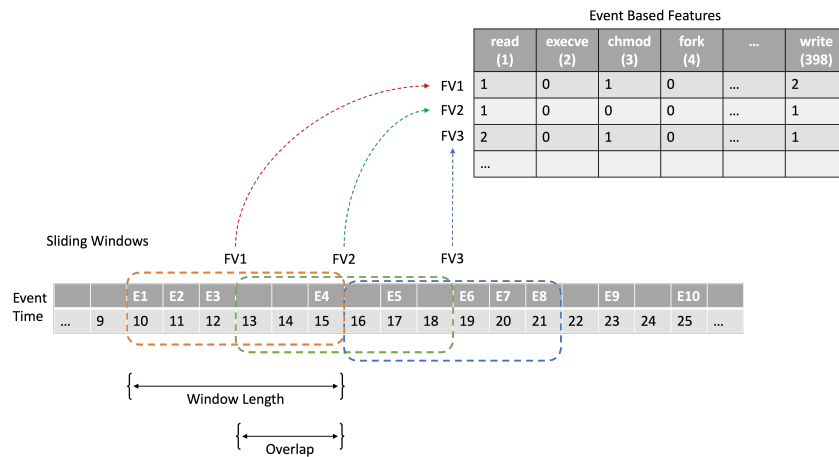 Event Based Features
read (1) execve (2) chmod (3) fork (4) ... write (398)
FV1 1 0 1 0 ... 2
FV2 1 0 0 0 ... 1
FV3 2 0 1 0 ... 1
...
Sliding Windows
FV1 FV2 FV3
Event E1 E2 E3 E4 E5 E6 E7 E8 E9 E10
Time ... 9 10 11 12 13 14 15 16 17 18 19 20 21 22 23 24 25 ...
Window Length
Overlap